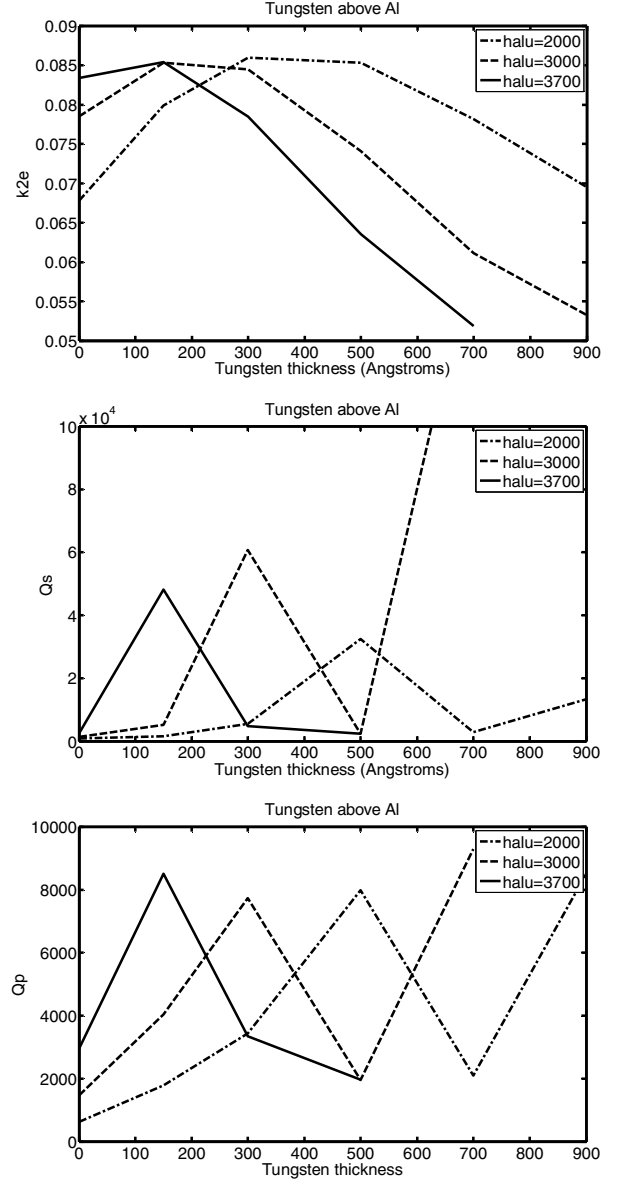 Tungsten above Al
0.09
0.085
0.08
0.075
0.07
0.065
0.06
0.055
0.05
k2e
halu=2000
halu=3000
halu=3700
0 100 200 300 400 500 600 700 800 900
Tungsten thickness (Angstroms)
Tungsten above Al
x 10^4
10
8
6
4
2
0
Qs
halu=2000
halu=3000
halu=3700
0 100 200 300 400 500 600 700 800 900
Tungsten thickness (Angstroms)
Tungsten above Al
10000
8000
6000
4000
2000
0
Qp
halu=2000
halu=3000
halu=3700
0 100 200 300 400 500 600 700 800 900
Tungsten thickness